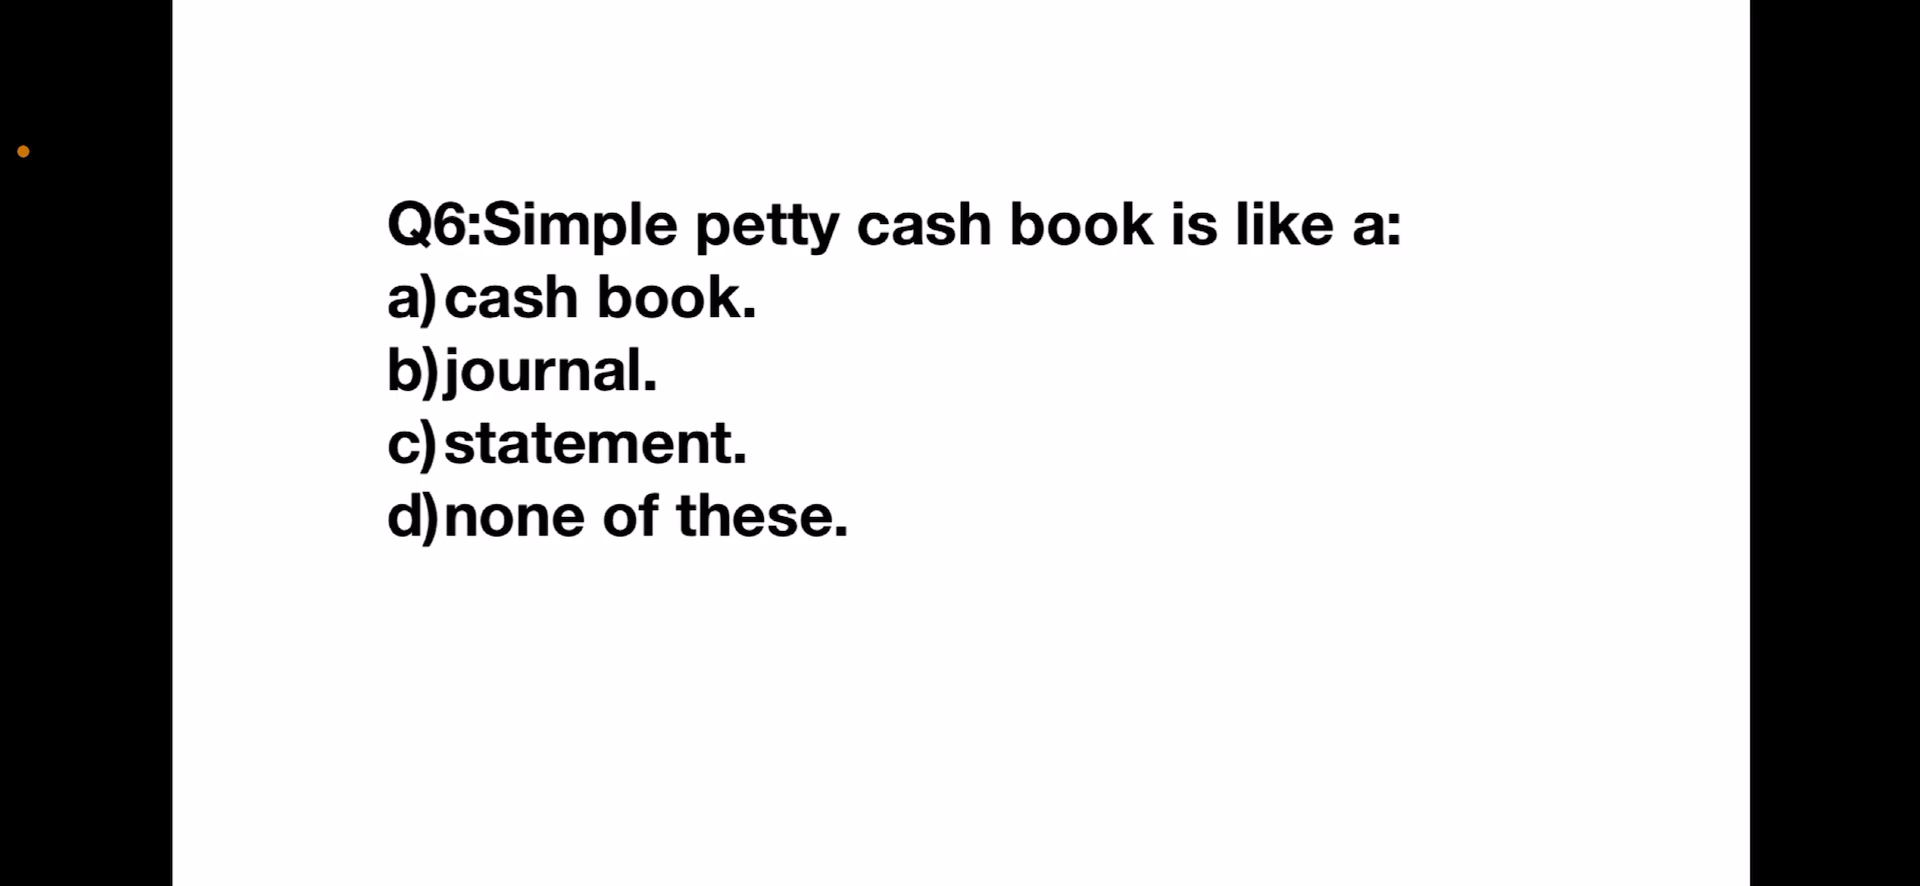 Q6:Simple petty cash book is like a:
a)cash book.
b)journal.
c)statement.
d)none of these.